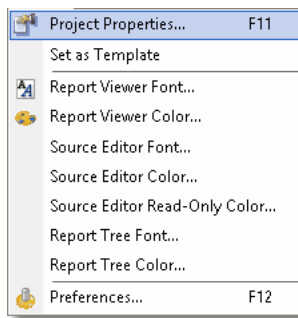 Project Properties... F11
Set as Template
Report Viewer Font...
Report Viewer Color...
Source Editor Font...
Source Editor Color...
Source Editor Read-Only Color...
Report Tree Font...
Report Tree Color...
Preferences... F12